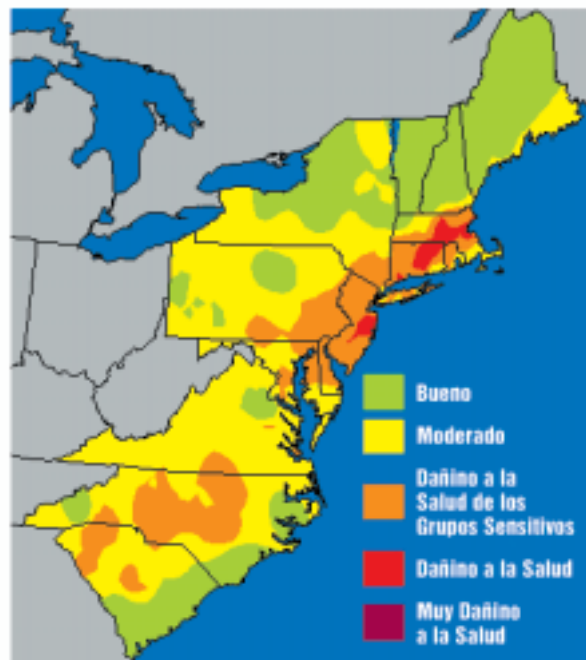 Bueno
Moderado
Dañino a la
Salud de los
Grupos Sensitivos
Dañino a la Salud
Muy Dañino
a la Salud